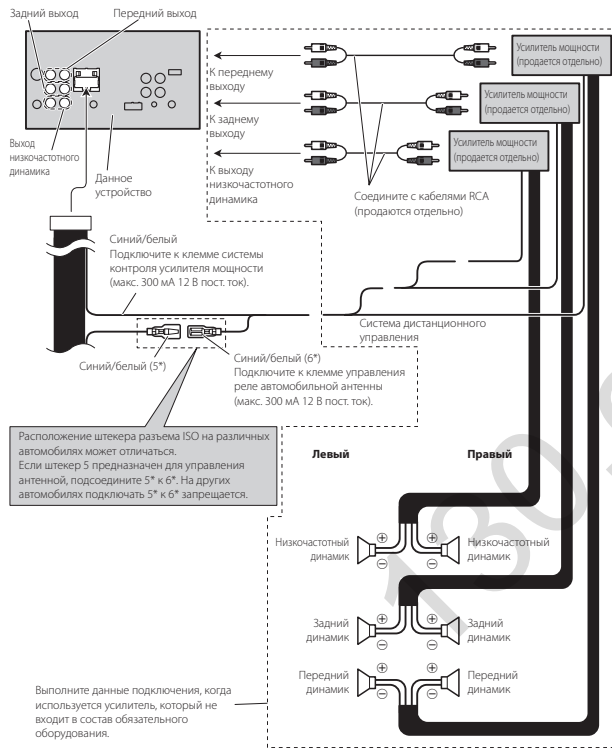 Задний выход
Передний выход
Усилитель мощности
(продается отдельно)
К переднему
выходу
Усилитель мощности
(продается отдельно)
К заднему
выходу
Усилитель мощности
(продается отдельно)
Выход
низкочастотного
динамика
К выходу
низкочастотного
динамика
Данное
устройство
Соедините с кабелями RCA
(продаются отдельно)
Синий/белый
Подключите к клемме системы
контроля усилителя мощности
(макс. 300 мА 12 В пост. ток).
Система дистанционного
управления
Синий/белый (5*)
Синий/белый (6*)
Подключите к клемме управления
реле автомобильной антенны
(макс. 300 мА 12 В пост. ток).
Расположение штекера разъема ISO на различных
автомобилях может отличаться.
Если штекер 5 предназначен для управления
антенной, подсоедините 5* к 6*. На других
автомобилях подключать 5* к 6* запрещается.
Левый
Правый
Низкочастотный
динамик
Низкочастотный
динамик
Задний
динамик
Задний
динамик
Передний
динамик
Передний
динамик
Выполните данные подключения, когда
используется усилитель, который не
входит в состав обязательного
оборудования.